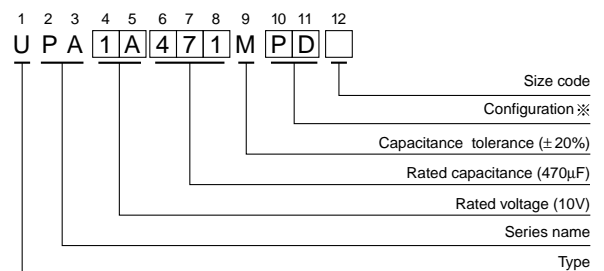 1 2 3 4 5 6 7 8 9 10 11 12
U P A 1 A 4 7 1 M P D
Size code
Configuration ※
Capacitance tolerance (±20%)
Rated capacitance (470µF)
Rated voltage (10V)
Series name
Type